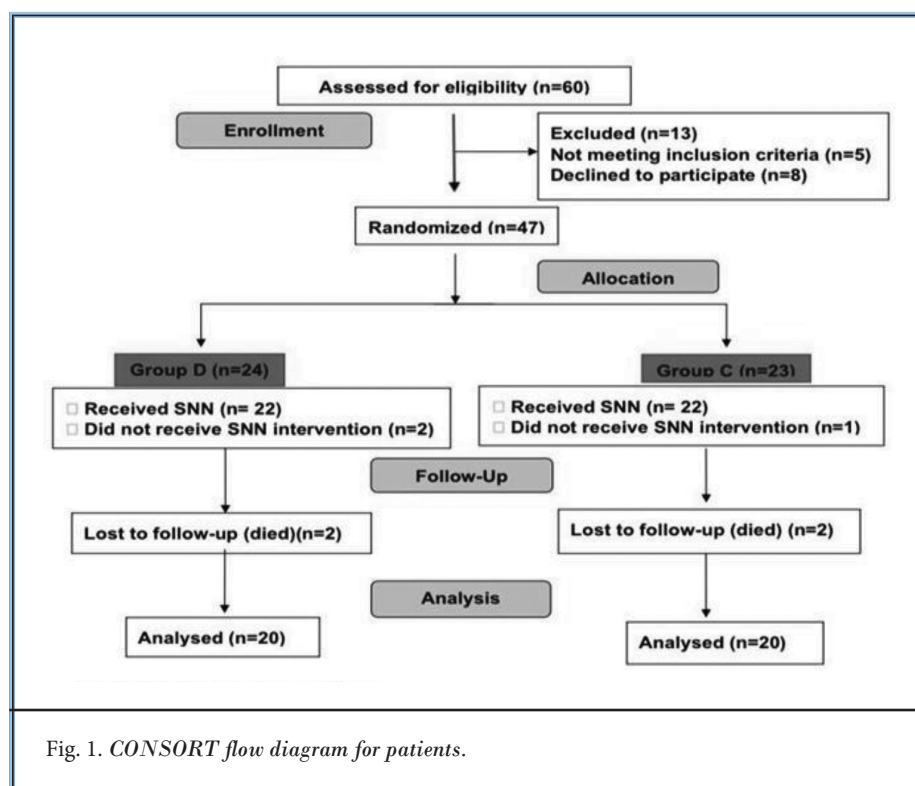 Assessed for eligibility (n=60)
Enrollment
Excluded (n=13)
Not meeting inclusion criteria (n=5)
Declined to participate (n=8)
Randomized (n=47)
Allocation
Group D (n=24)
□ Received SNN (n= 22)
□ Did not receive SNN intervention (n=2)
Group C (n=23)
□ Received SNN (n= 22)
□ Did not receive SNN intervention (n=1)
Follow-Up
Lost to follow-up (died)(n=2)
Lost to follow-up (died) (n=2)
Analysis
Analysed (n=20)
Analysed (n=20)
Fig. 1. CONSORT flow diagram for patients.